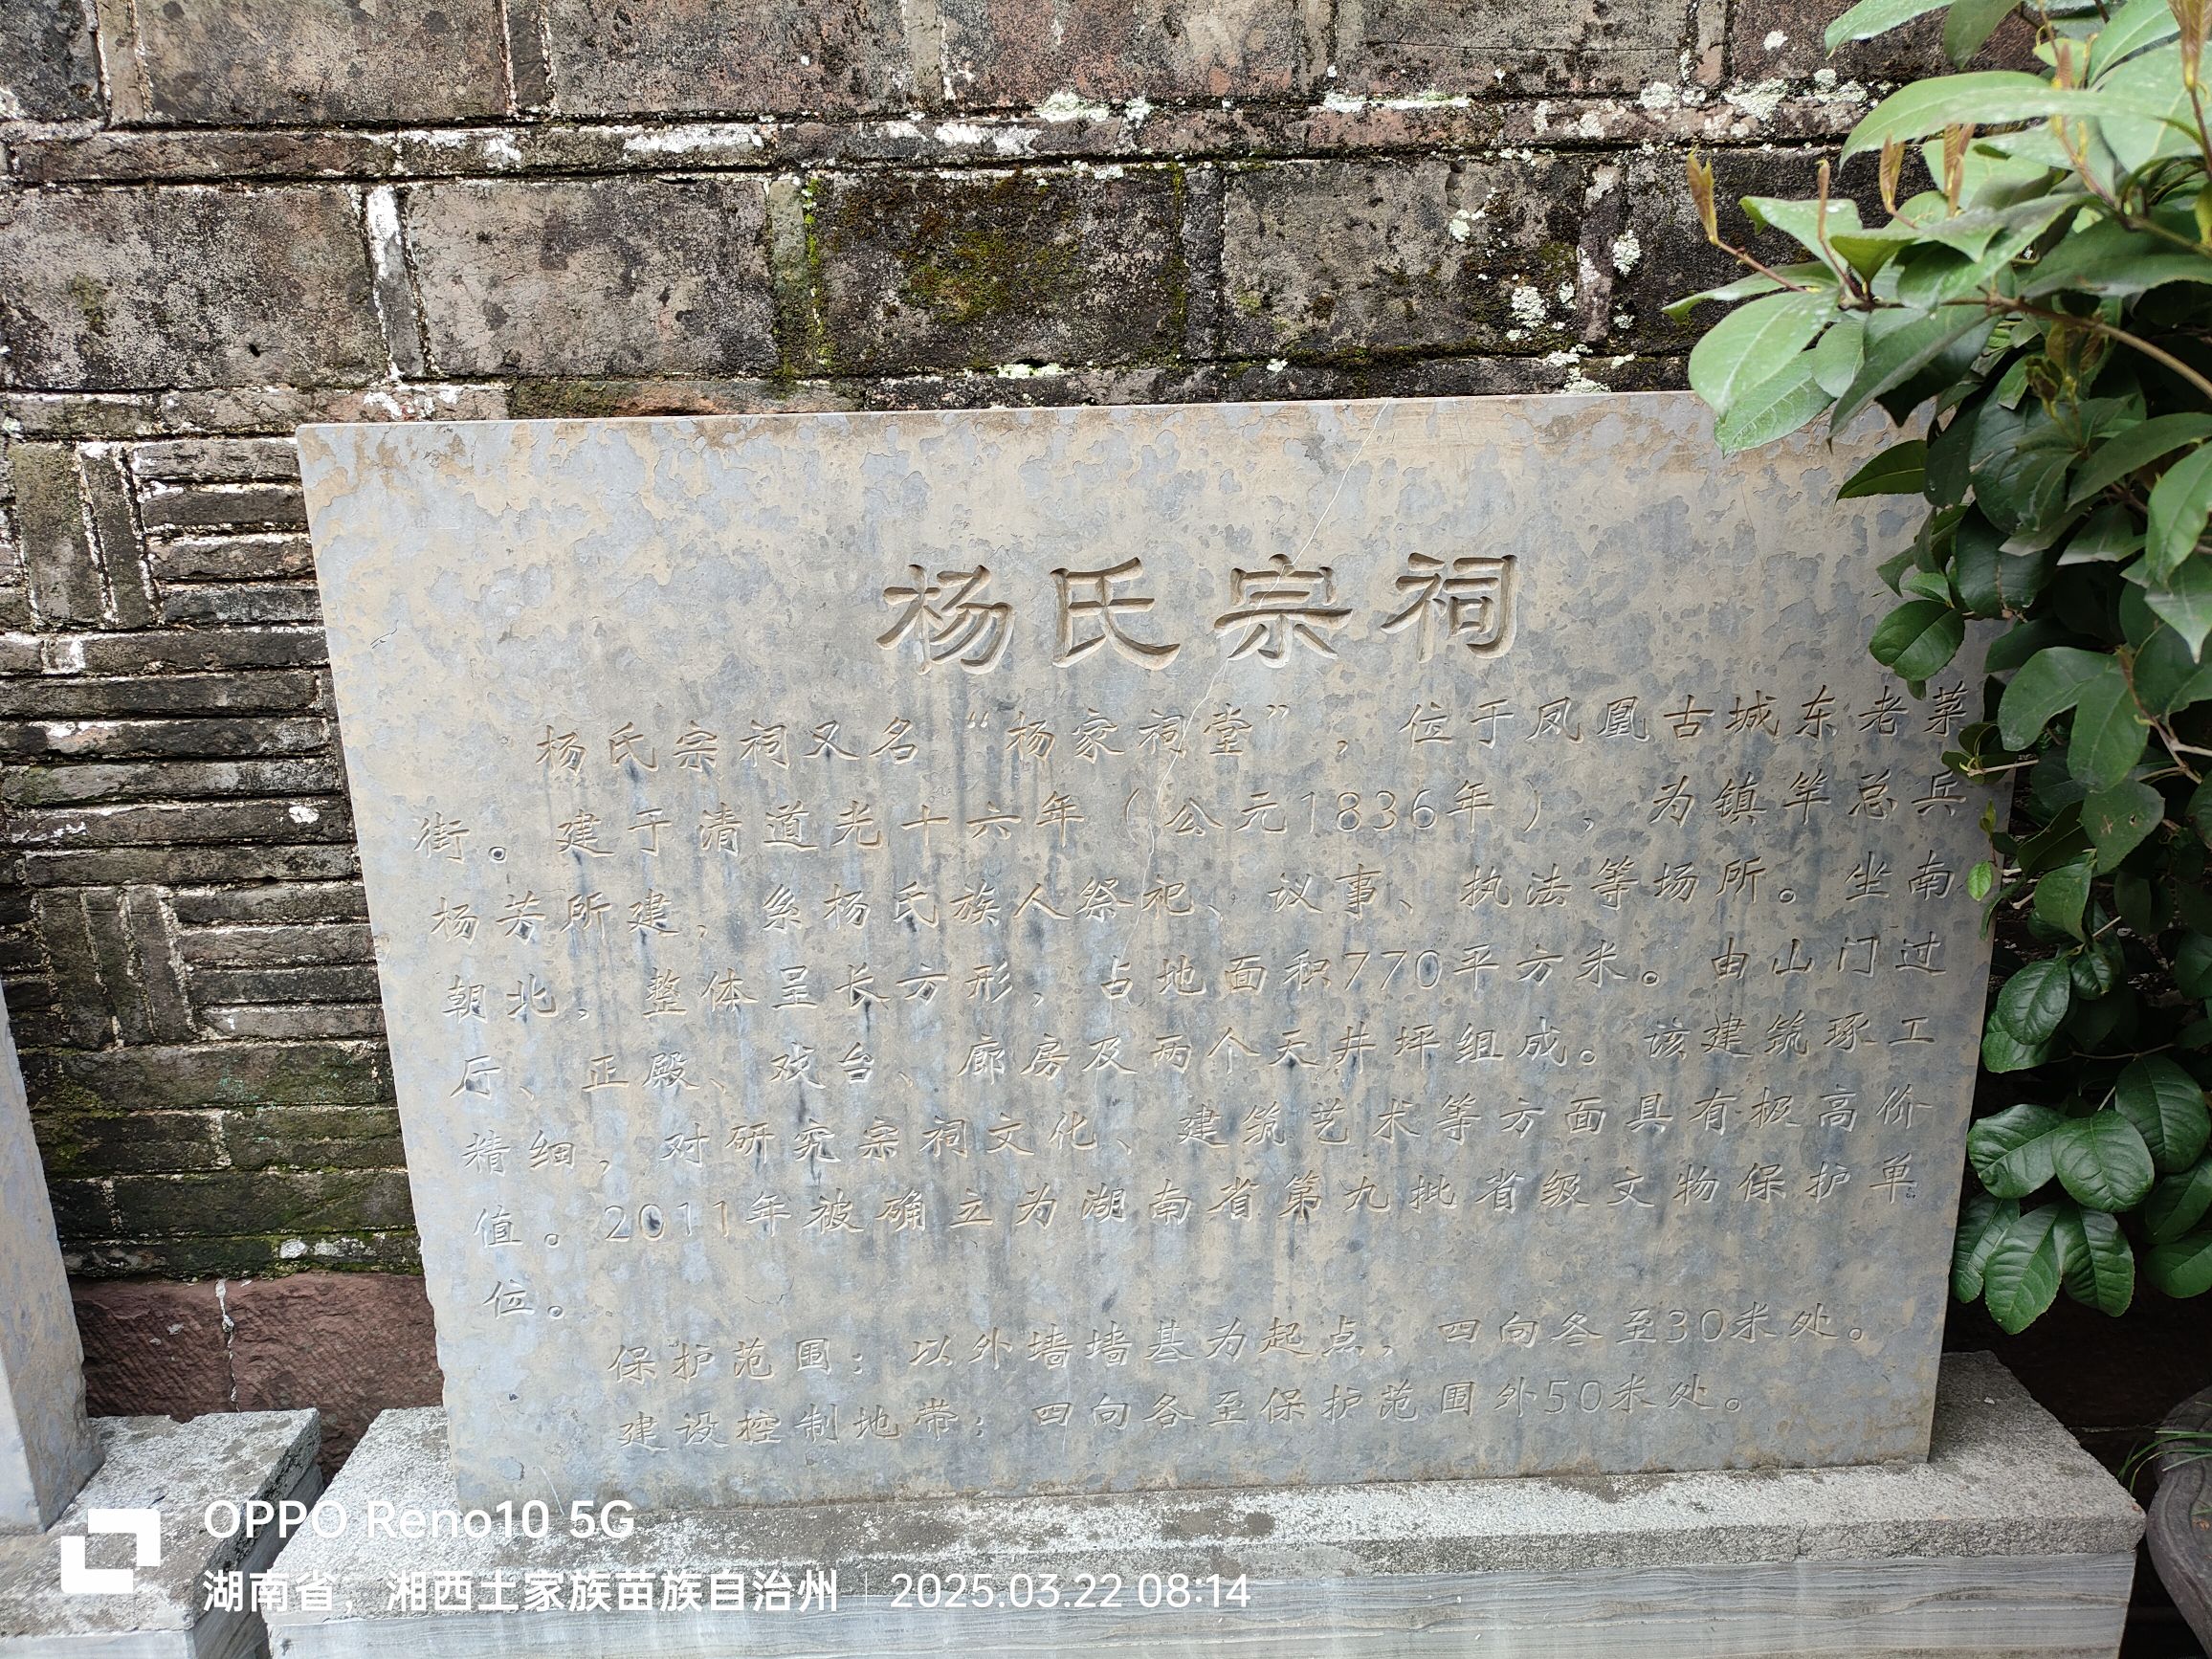 杨氏宗祠
杨氏宗祠又名“杨家祠堂”，位于凤凰古城东老菜
街。建于清道光十六年（公元1836年），为镇竿总兵
杨芳所建，系杨氏族人祭祀、议事、执法等场所。坐南
朝北，整体呈长方形，占地面积770平方米。由山门过
厅、正殿、戏台、廊房及两个天井坪组成。该建筑琢工
精细，对研究宗祠文化、建筑艺术等方面具有极高价
值。2011年被确立为湖南省第九批省级文物保护单
位。
保护范围：以外墙墙基为起点，四向各至30米处。
建设控制地带：四向各至保护范围外50米处。
OPPO Reno10 5G
湖南省，湘西土家族苗族自治州 | 2025.03.22 08:14